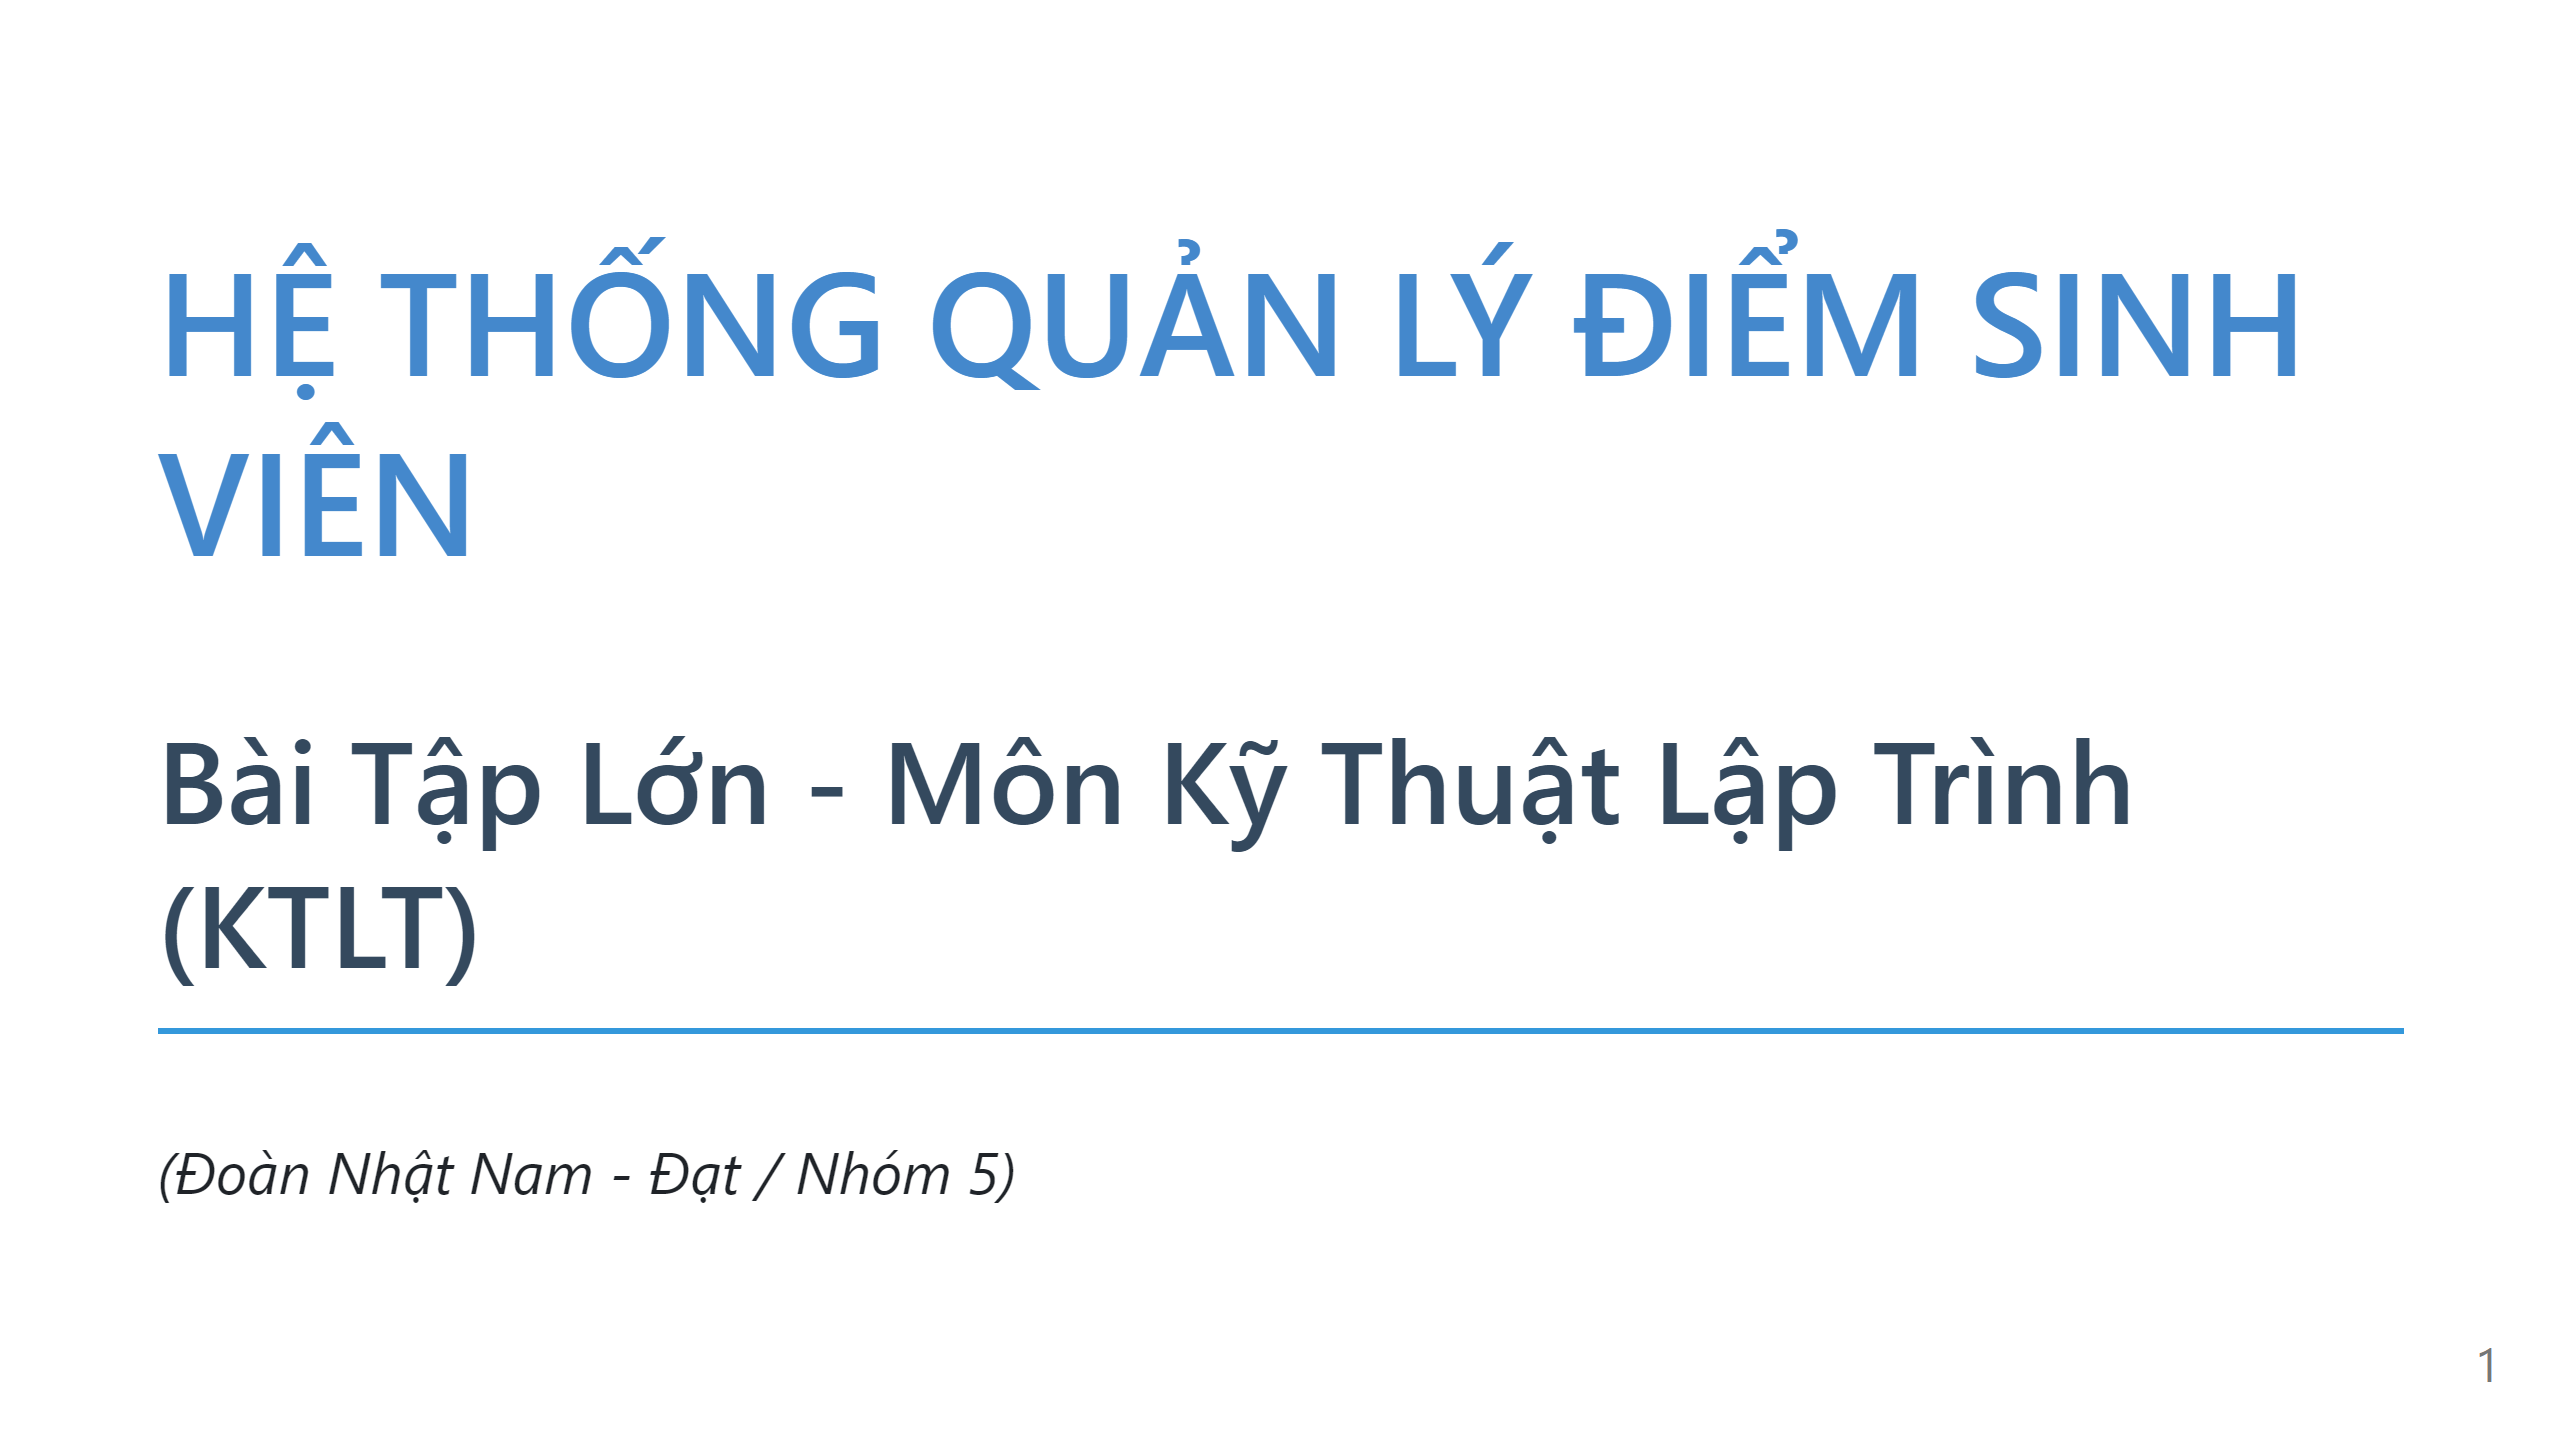 HỆ THỐNG QUẢN LÝ ĐIỂM SINH
VIÊN
Bài Tập Lớn - Môn Kỹ Thuật Lập Trình
(KTLT)
(Đoàn Nhật Nam - Đạt / Nhóm 5)
1